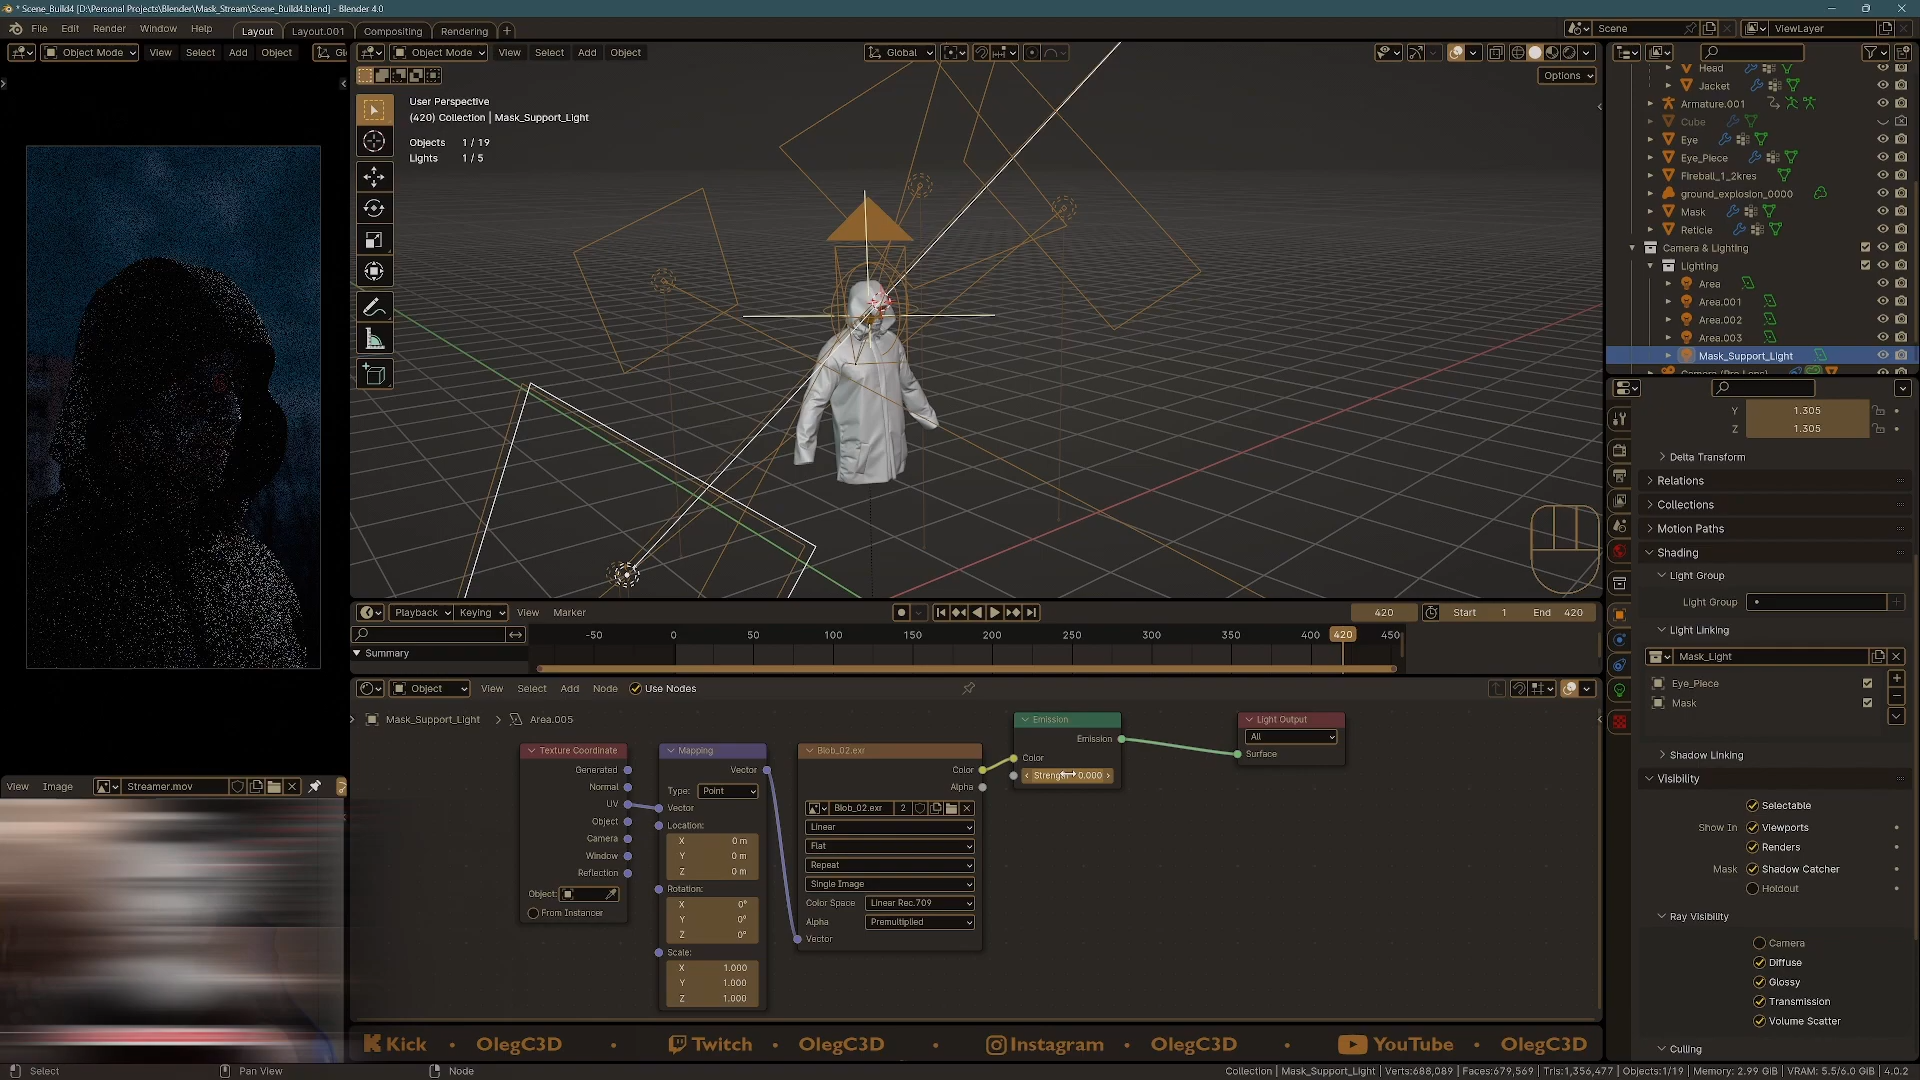 * Scene_Build4 [D:\Personal Projects\Blender\Mask_Stream\Scene_Build4.blend] - Blender 4.0
File Edit Render Window Help Layout Layout.001 Compositing Rendering +
Scene ViewLayer
Object Mode View Select Add Object Gl
Object Mode View Select Add Object Global
Options
User Perspective
(420) Collection | Mask_Support_Light
Objects 1 / 19
Lights 1 / 5
Head
Jacket
Armature.001
Cube
Eye
Eye_Piece
Fireball_1_2kres
ground_explosion_0000
Mask
Reticle
Camera & Lighting
Lighting
Area
Area.001
Area.002
Area.003
Mask_Support_Light
Y 1.305
Z 1.305
Delta Transform
Relations
Collections
Motion Paths
Shading
Light Group
Light Group
Light Linking
Mask_Light
Eye_Piece
Mask
Shadow Linking
Visibility
Selectable
Show In Viewports
Renders
Mask Shadow Catcher
Holdout
Ray Visibility
Camera
Diffuse
Glossy
Transmission
Volume Scatter
Culling
Playback Keying View Marker 420 Start 1 End 420
-50 0 50 100 150 200 250 300 350 400 420 450
Summary
Object View Select Add Node Use Nodes
Mask_Support_Light > Area.005
Texture Coordinate
Generated
Normal
UV
Object
Camera
Window
Reflection
Object:
From Instancer
Mapping
Vector
Type: Point
Vector
Location:
X 0 m
Y 0 m
Z 0 m
Rotation:
X 0°
Y 0°
Z 0°
Scale:
X 1.000
Y 1.000
Z 1.000
Blob_02.exr
Color
Alpha
Blob_02.exr 2
Linear
Flat
Repeat
Single Image
Color Space Linear Rec.709
Alpha Premultiplied
Vector
Emission
Emission
Color
0.000
Light Output
All
Surface
View Image Streamer.mov
Kick • OlegC3D • Twitch • OlegC3D • Instagram • OlegC3D • YouTube • OlegC3D
Select Pan View Node
Collection | Mask_Support_Light | Verts:688,089 | Faces:679,569 | Tris:1,356,477 | Objects:1/19 | Memory: 2.99 GiB | VRAM: 5.5/6.0 GiB | 4.0.2